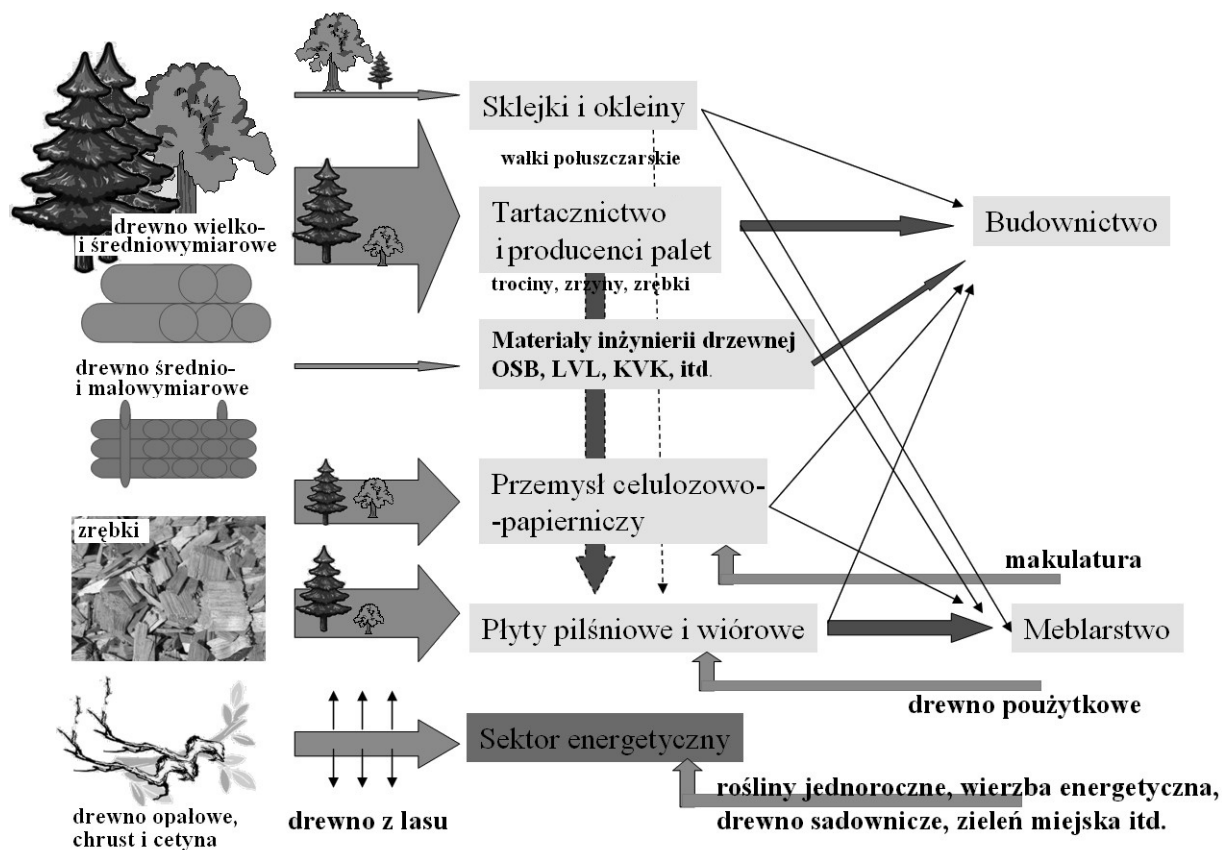 Sklejki i okleiny
wałki połuszczarskie
drewno wielko-
i średniowymiarowe
Tartacznictwo
i producenci palet
trociny, zrzyny, zrębki
Budownictwo
drewno średnio-
i małowymiarowe
Materiały inżynierii drzewnej
OSB, LVL, KVK, itd.
zrębki
Przemysł celulozowo-
-papierniczy
makulatura
Płyty pilśniowe i wiórowe
Meblarstwo
drewno poużytkowe
drewno opałowe,
chrust i cetyna
drewno z lasu
Sektor energetyczny
rośliny jednoroczne, wierzba energetyczna,
drewno sadownicze, zieleń miejska itd.